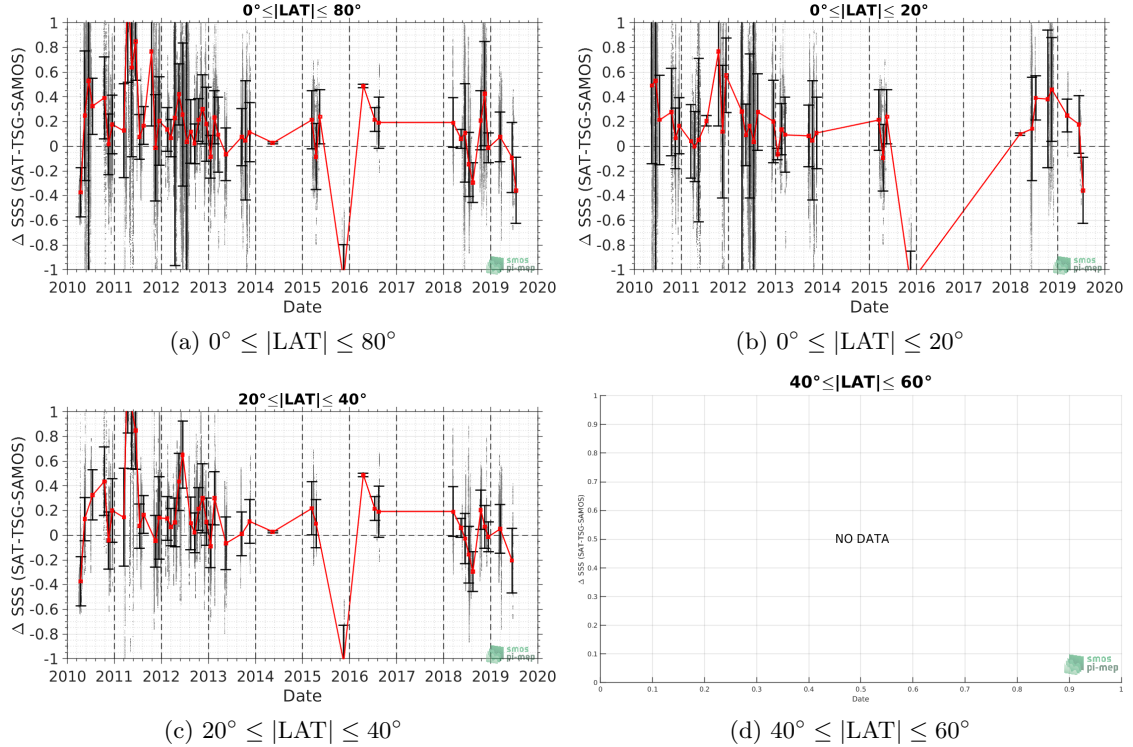 0°≤|LAT|≤ 80°
1
0.8
0.6
0.4
0.2
0
-0.2
-0.4
-0.6
-0.8
-1
Δ SSS (SAT-TSG-SAMOS)
2010 2011 2012 2013 2014 2015 2016 2017 2018 2019 2020
Date
smos
pi-mep
(a) 0° ≤ |LAT| ≤ 80°
0°≤|LAT|≤ 20°
1
0.8
0.6
0.4
0.2
0
-0.2
-0.4
-0.6
-0.8
-1
Δ SSS (SAT-TSG-SAMOS)
2010 2011 2012 2013 2014 2015 2016 2017 2018 2019 2020
Date
smos
pi-mep
(b) 0° ≤ |LAT| ≤ 20°
20°≤|LAT|≤ 40°
1
0.8
0.6
0.4
0.2
0
-0.2
-0.4
-0.6
-0.8
-1
Δ SSS (SAT-TSG-SAMOS)
2010 2011 2012 2013 2014 2015 2016 2017 2018 2019 2020
Date
smos
pi-mep
(c) 20° ≤ |LAT| ≤ 40°
40°≤|LAT|≤ 60°
1
0.9
0.8
0.7
0.6
0.5
0.4
0.3
0.2
0.1
0
Δ SSS (SAT-TSG-SAMOS)
NO DATA
0 0.1 0.2 0.3 0.4 0.5 0.6 0.7 0.8 0.9 1
Date
smos
pi-mep
(d) 40° ≤ |LAT| ≤ 60°